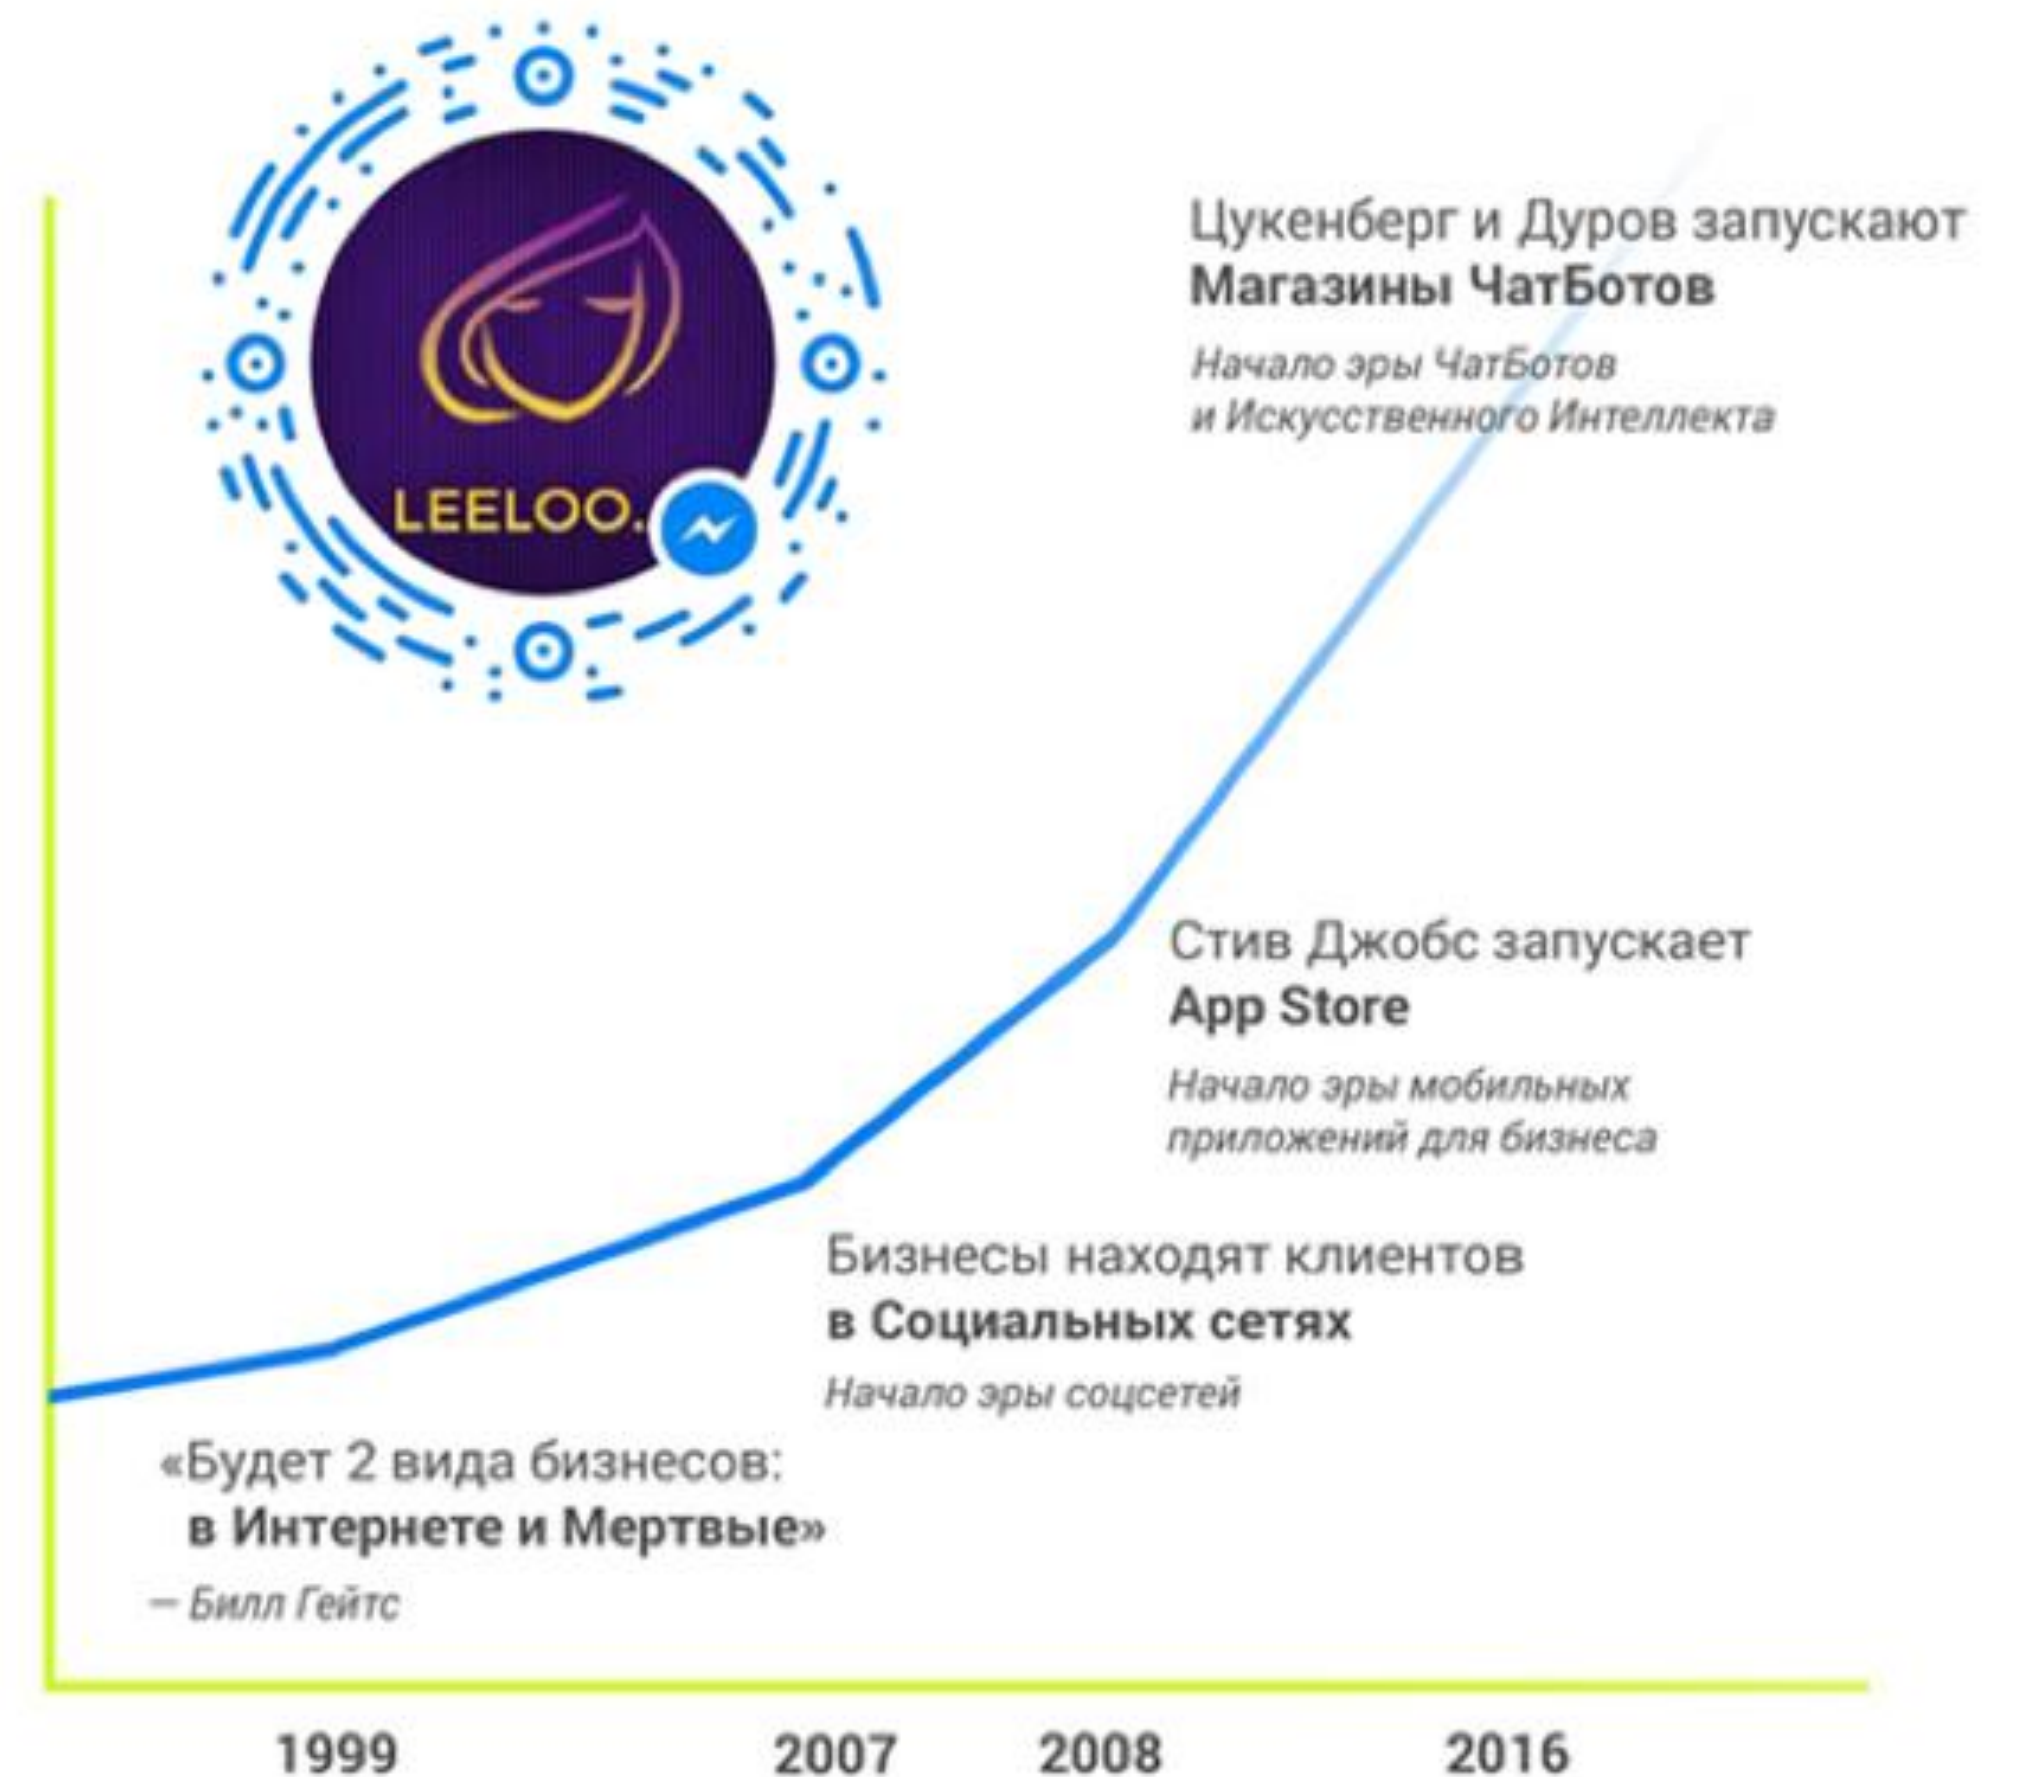 LEELOO.
Цукенберг и Дуров запускают
Магазины ЧатБотов
Начало эры ЧатБотов
и Искусственного Интеллекта
Стив Джобс запускает
App Store
Начало эры мобильных
приложений для бизнеса
Бизнесы находят клиентов
в Социальных сетях
Начало эры соцсетей
«Будет 2 вида бизнесов:
в Интернете и Мертвые»
— Билл Гейтс
1999 2007 2008 2016